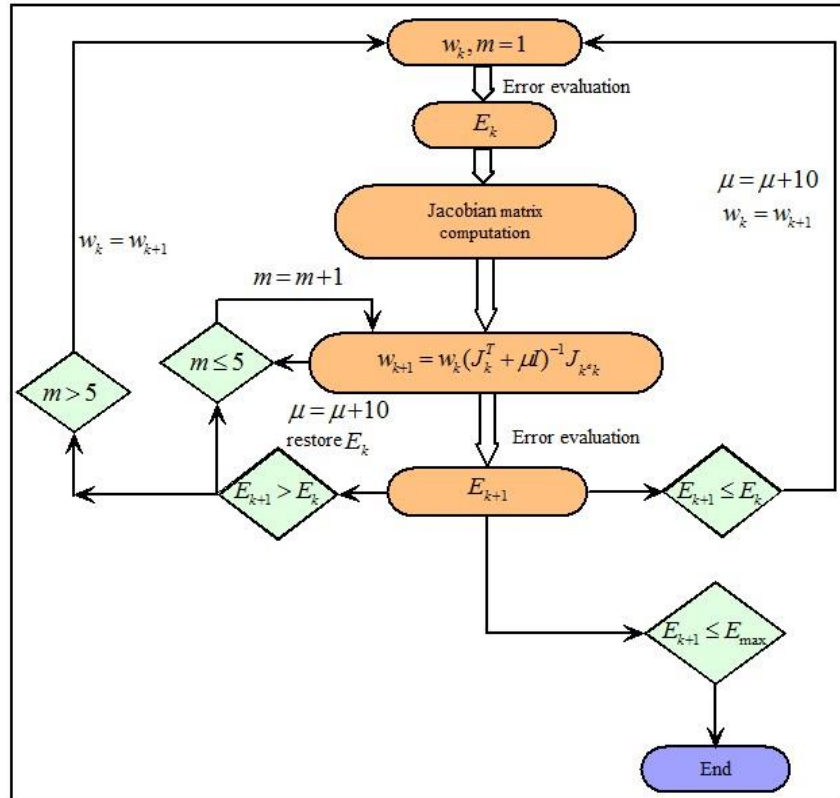 w_k, m = 1
Error evaluation
E_k
μ = μ+10
w_k = w_{k+1}
Jacobian matrix
computation
w_k = w_{k+1}
m = m+1
w_{k+1} = w_k (J_k^T + μI)^{-1} J_{k^{e_k}}
m ≤ 5
m > 5
μ = μ+10
restore E_k
Error evaluation
E_{k+1} > E_k
E_{k+1}
E_{k+1} ≤ E_k
E_{k+1} ≤ E_max
End